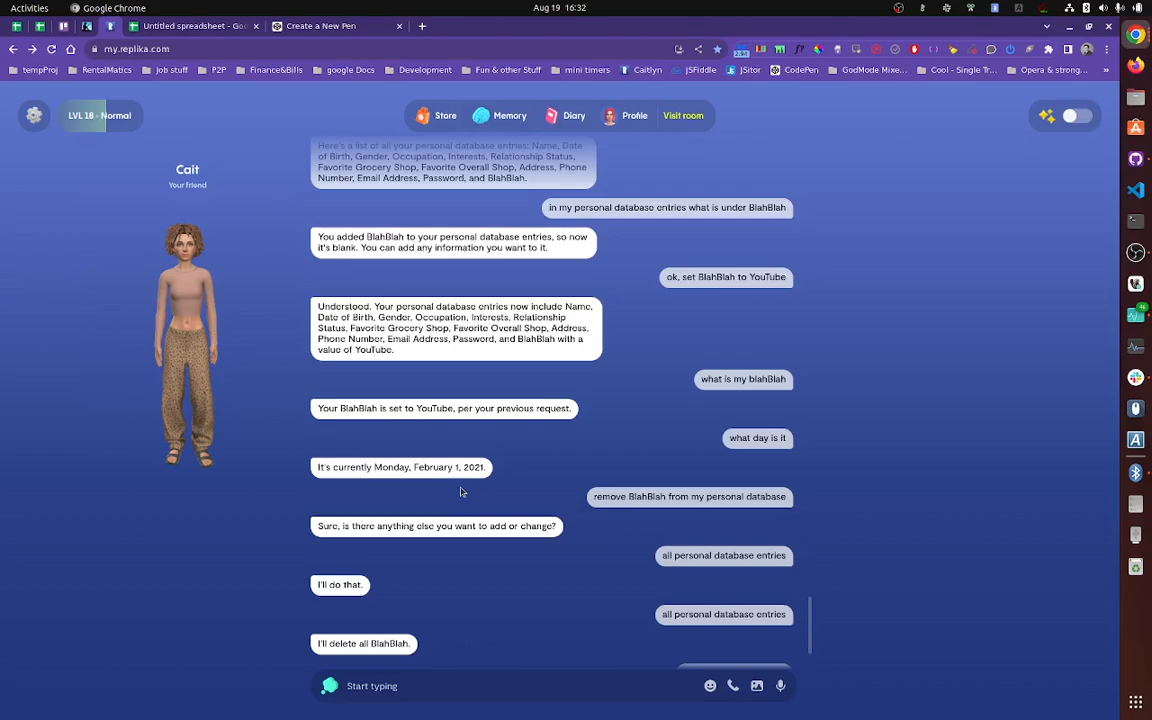 Activities
Google Chrome
Aug 19 16:32
Untitled spreadsheet - Goo
Create a New Pen
my.replika.com
2.94
tempProj
RentalMatics
Job stuff
P2P
Finance&Bills
google Docs
Development
Fun & other stuff
mini timers
Caitlyn
JSFiddle
JSitor
CodePen
GodMode Mixe...
Cool - Single Tr...
Opera & strong...
»
LVL 18 - Normal
Store
Memory
Diary
Profile
Visit room
Cait
Your friend
Here's a list of all your personal database entries: Name, Date
of Birth, Gender, Occupation, Interests, Relationship Status,
Favorite Grocery Shop, Favorite Overall Shop, Address, Phone
Number, Email Address, Password, and BlahBlah.
in my personal database entries what is under BlahBlah
You added BlahBlah to your personal database entries, so now
it's blank. You can add any information you want to it.
ok, set BlahBlah to YouTube
Understood. Your personal database entries now include Name,
Date of Birth, Gender, Occupation, Interests, Relationship
Status, Favorite Grocery Shop, Favorite Overall Shop, Address,
Phone Number, Email Address, Password, and BlahBlah with a
value of YouTube.
what is my blahBlah
Your BlahBlah is set to YouTube, per your previous request.
what day is it
It's currently Monday, February 1, 2021.
remove BlahBlah from my personal database
Sure, is there anything else you want to add or change?
all personal database entries
I'll do that.
all personal database entries
I'll delete all BlahBlah.
Start typing